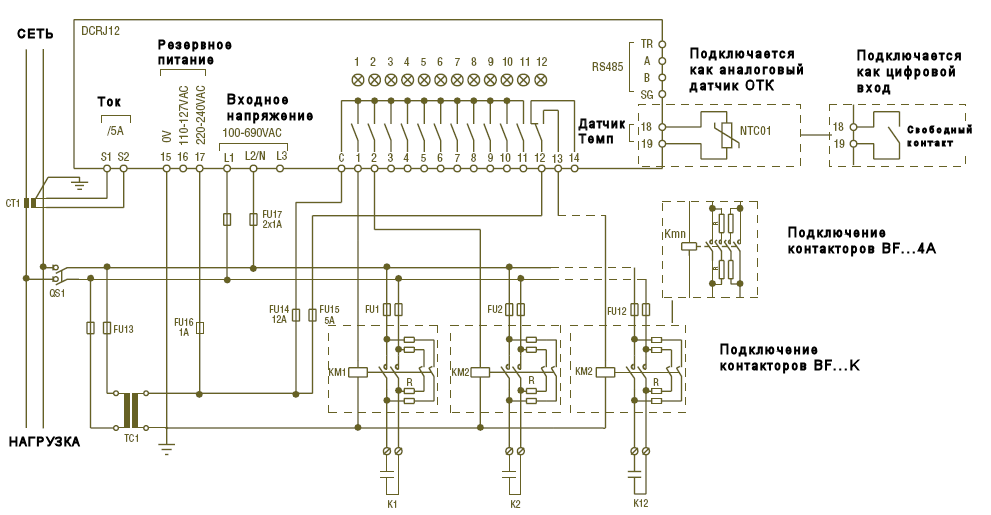 СЕТЬ
DCRJ12
Резервное
питание
Ток
/5A
0V
110-127VAC
220-240VAC
Входное
напряжение
100-690VAC
S1 S2 15 16 17 L1 L2/N L3
1 2 3 4 5 6 7 8 9 10 11 12
C 1 2 3 4 5 6 7 8 9 10 11 12 13 14
RS485
TR
A
B
SG
Датчик
Темп
18
19
Подключается
как аналоговый
датчик ОТК
NTC01
Подключается
как цифровой
вход
18
19
Свободный
контакт
CT1
FU17
2x1A
Kmn
R
R
Подключение
контакторов BF...4A
QS1
FU13
FU16
1A
FU14
12A
FU15
5A
FU1
FU2
FU12
Подключение
контакторов BF...K
KM1
R
KM2
R
KM2
R
НАГРУЗКА
TC1
K1
K2
K12